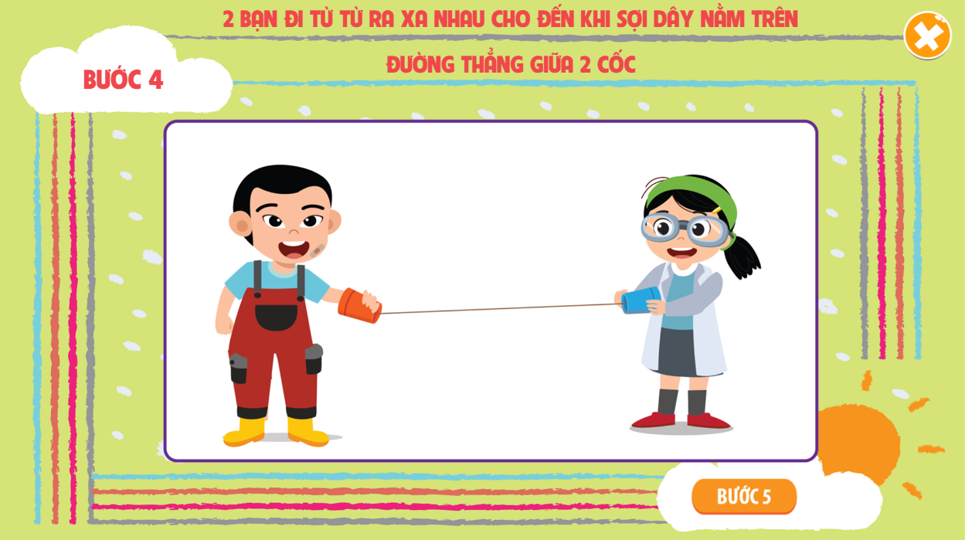 2 BẠN ĐI TỪ TỪ RA XA NHAU CHO ĐẾN KHI SỢI DÂY NẰM TRÊN
ĐƯỜNG THẲNG GIỮA 2 CỐC
BƯỚC 4
BƯỚC 5